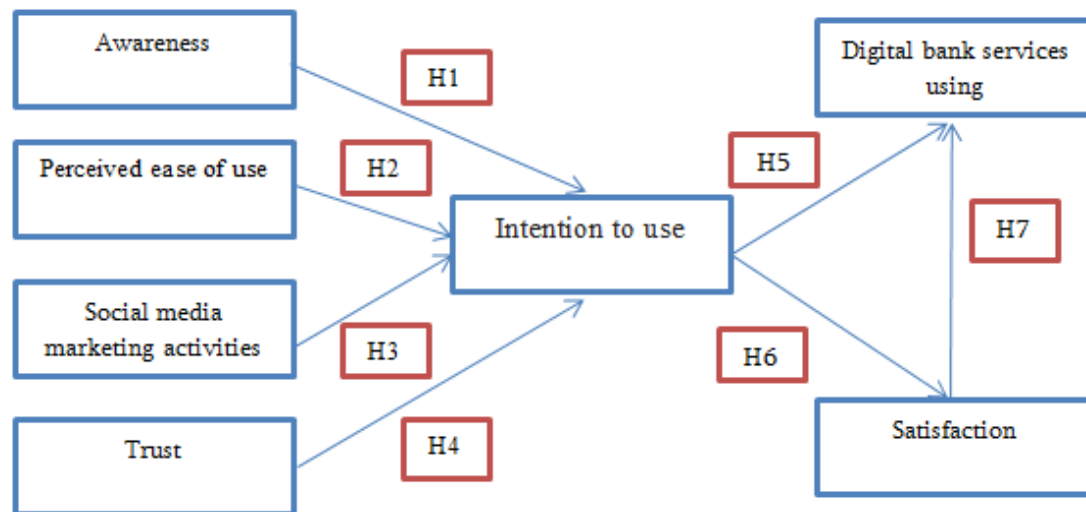 Awareness
H1
Digital bank services
using
Perceived ease of use
H2
H5
Intention to use
H7
Social media
marketing activities
H3
H6
Trust
H4
Satisfaction